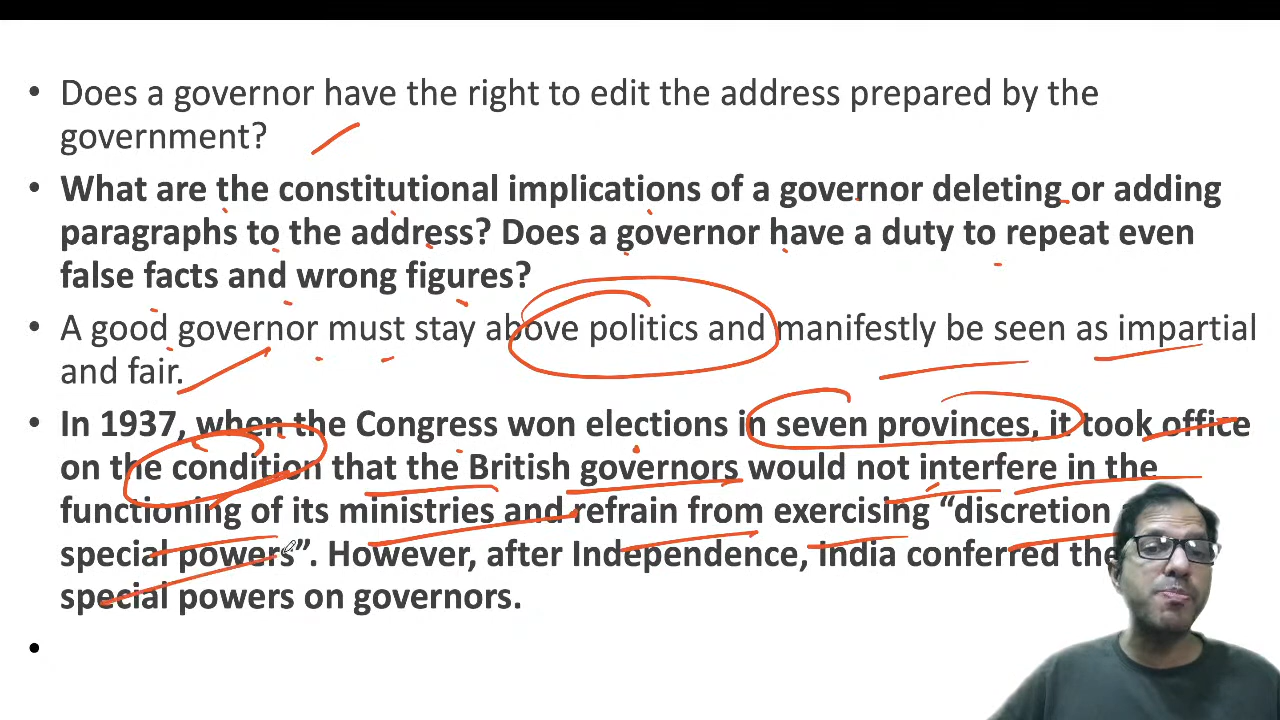 • Does a governor have the right to edit the address prepared by the
government?
• What are the constitutional implications of a governor deleting or adding
paragraphs to the address? Does a governor have a duty to repeat even
false facts and wrong figures?
• A good governor must stay above politics and manifestly be seen as impartial
and fair.
• In 1937, when the Congress won elections in seven provinces, it took office
on the condition that the British governors would not interfere in the
functioning of its ministries and refrain from exercising “discretion
special powers”. However, after Independence, India conferred
special powers on governors.
•